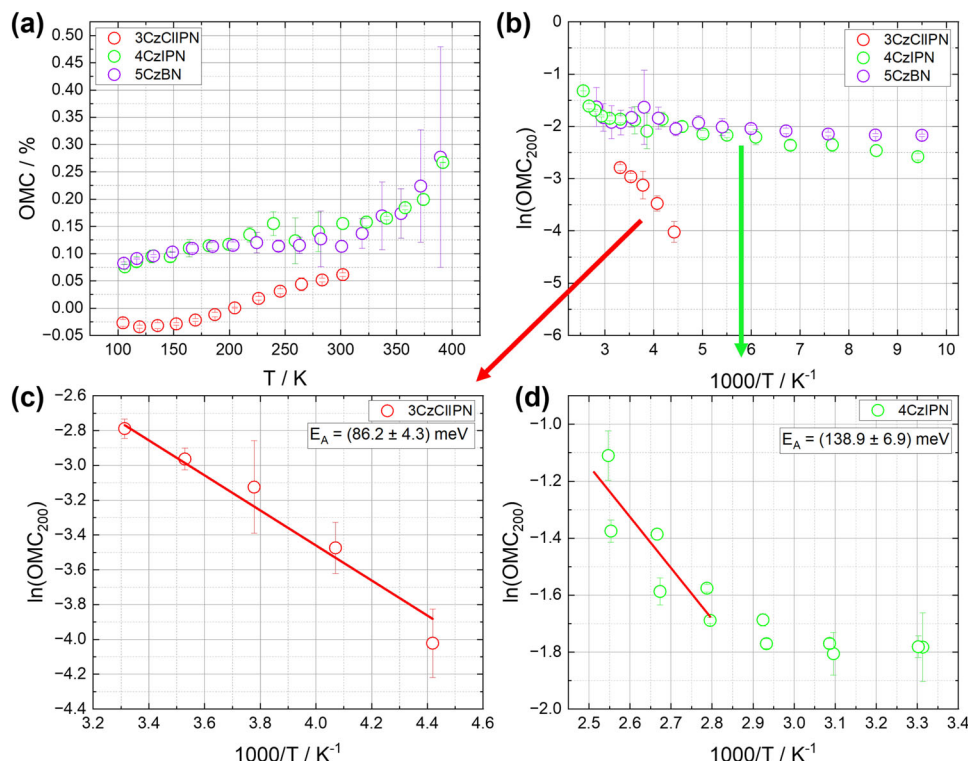 (a)
3CzClIPN
4CzIPN
5CzBN
OMC / %
0.50
0.45
0.40
0.35
0.30
0.25
0.20
0.15
0.10
0.05
0.00
−0.05
100 150 200 250 300 350 400
T / K
(b)
3CzClIPN
4CzIPN
5CzBN
ln(OMC₂₀₀)
0
−1
−2
−3
−4
−5
−6
3 4 5 6 7 8 9 10
1000/T / K⁻¹
(c)
3CzClIPN
E_A = (86.2 ± 4.3) meV
ln(OMC₂₀₀)
−2.6
−2.8
−3.0
−3.2
−3.4
−3.6
−3.8
−4.0
−4.2
−4.4
3.2 3.4 3.6 3.8 4.0 4.2 4.4 4.6
1000/T / K⁻¹
(d)
4CzIPN
E_A = (138.9 ± 6.9) meV
ln(OMC₂₀₀)
−1.0
−1.2
−1.4
−1.6
−1.8
−2.0
2.5 2.6 2.7 2.8 2.9 3.0 3.1 3.2 3.3 3.4
1000/T / K⁻¹